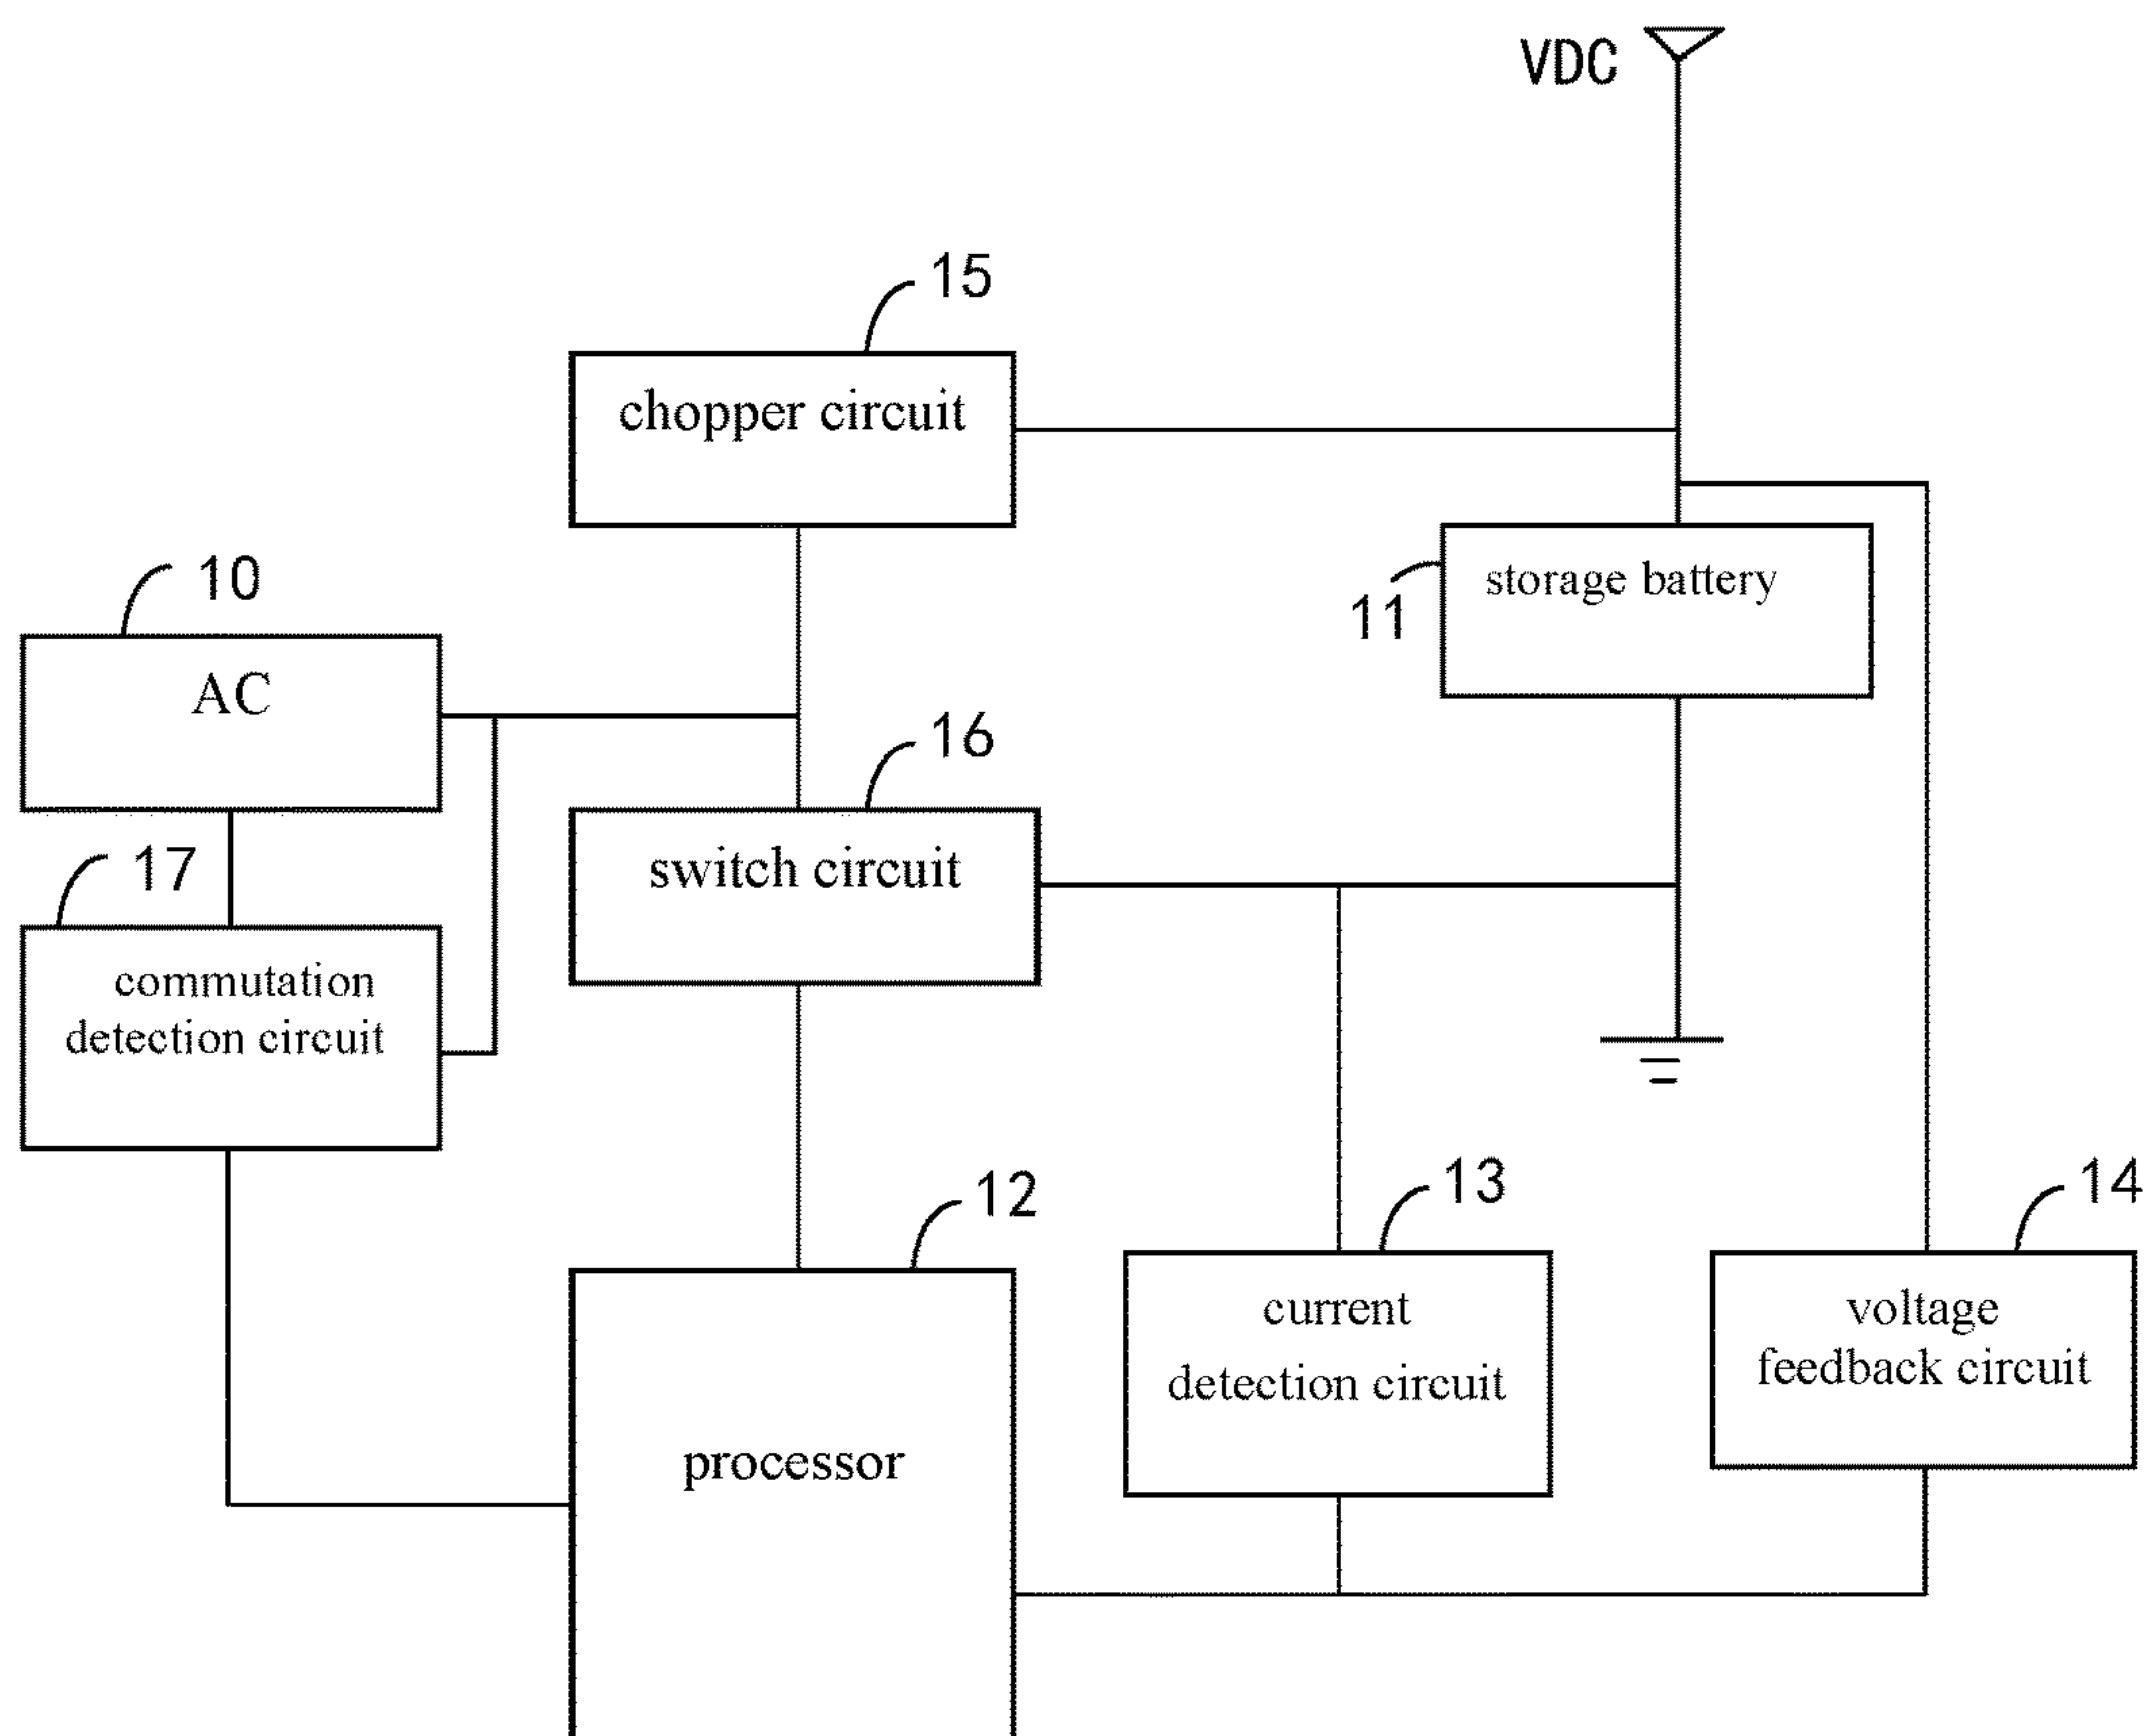 VDC
15
chopper circuit
10
storage battery
11
AC
16
17
switch circuit
commutation
detection circuit
12
13
14
current
detection circuit
voltage
feedback circuit
processor